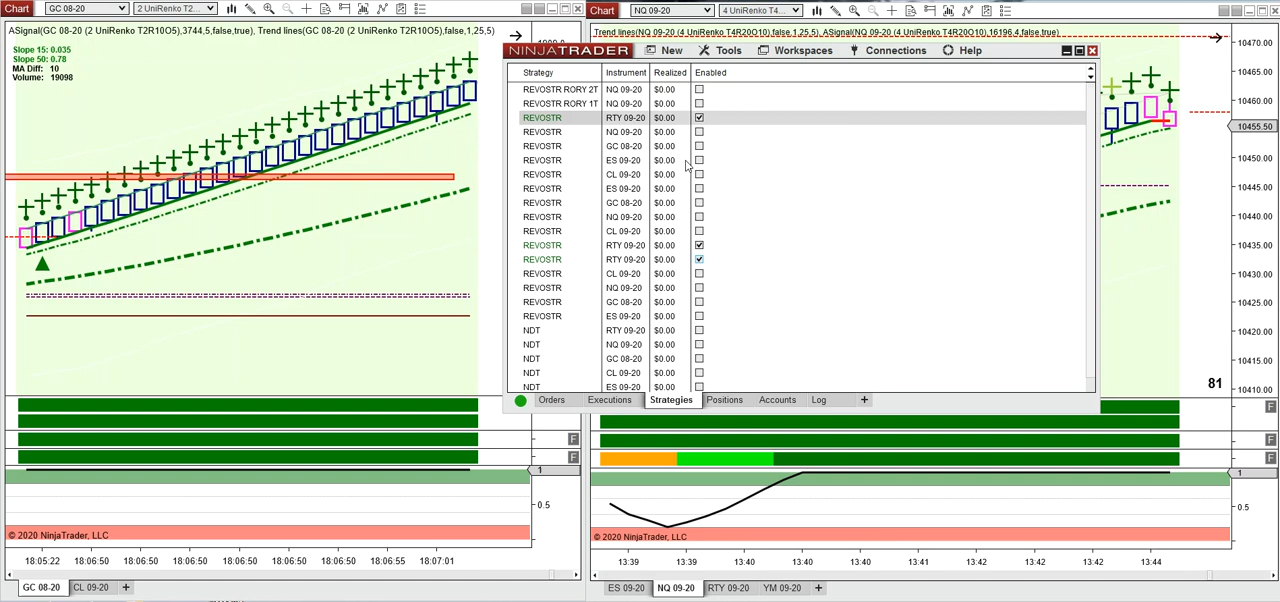 Chart
GC 08-20
2 UniRenko T2...
ASignal(GC 08-20 (2 UniRenko T2R10O5),3744,5,false,true), Trend lines(GC 08-20 (2 UniRenko T2R10O5),false,1,25,5)
Slope 15: 0.035
Slope 50: 0.78
MA Diff: 10
Volume: 19098
F
F
1
0.5
© 2020 NinjaTrader, LLC
18:05:22
18:06:50
18:06:50
18:06:50
18:06:50
18:06:55
18:07:01
GC 08-20
CL 09-20
+
Chart
NQ 09-20
4 UniRenko T4...
Trend lines(NQ 09-20 (4 UniRenko T4R20O10),false,1,25,5), ASignal(NQ 09-20 (4 UniRenko T4R20O10),16196.4,true)
NINJATRADER
New
Tools
Workspaces
Connections
Help
Strategy Instrument Realized Enabled
REVOSTR RORY 2T NQ 09-20 $0.00
REVOSTR RORY 1T NQ 09-20 $0.00
REVOSTR RTY 09-20 $0.00
REVOSTR NQ 09-20 $0.00
REVOSTR GC 08-20 $0.00
REVOSTR ES 09-20 $0.00
REVOSTR CL 09-20 $0.00
REVOSTR ES 09-20 $0.00
REVOSTR GC 08-20 $0.00
REVOSTR NQ 09-20 $0.00
REVOSTR CL 09-20 $0.00
REVOSTR RTY 09-20 $0.00
REVOSTR RTY 09-20 $0.00
REVOSTR CL 09-20 $0.00
REVOSTR NQ 09-20 $0.00
REVOSTR GC 08-20 $0.00
REVOSTR ES 09-20 $0.00
NDT RTY 09-20 $0.00
NDT NQ 09-20 $0.00
NDT GC 08-20 $0.00
NDT CL 09-20 $0.00
NDT ES 09-20 $0.00
Orders
Executions
Strategies
Positions
Accounts
Log
+
10470.00
10465.00
10460.00
10455.50
10450.00
10445.00
10440.00
10435.00
10430.00
10425.00
10420.00
10415.00
10410.00
81
F
F
F
1
0.5
© 2020 NinjaTrader, LLC
13:39
13:39
13:39
13:40
13:40
13:41
13:42
13:42
13:44
ES 09-20
NQ 09-20
RTY 09-20
YM 09-20
+